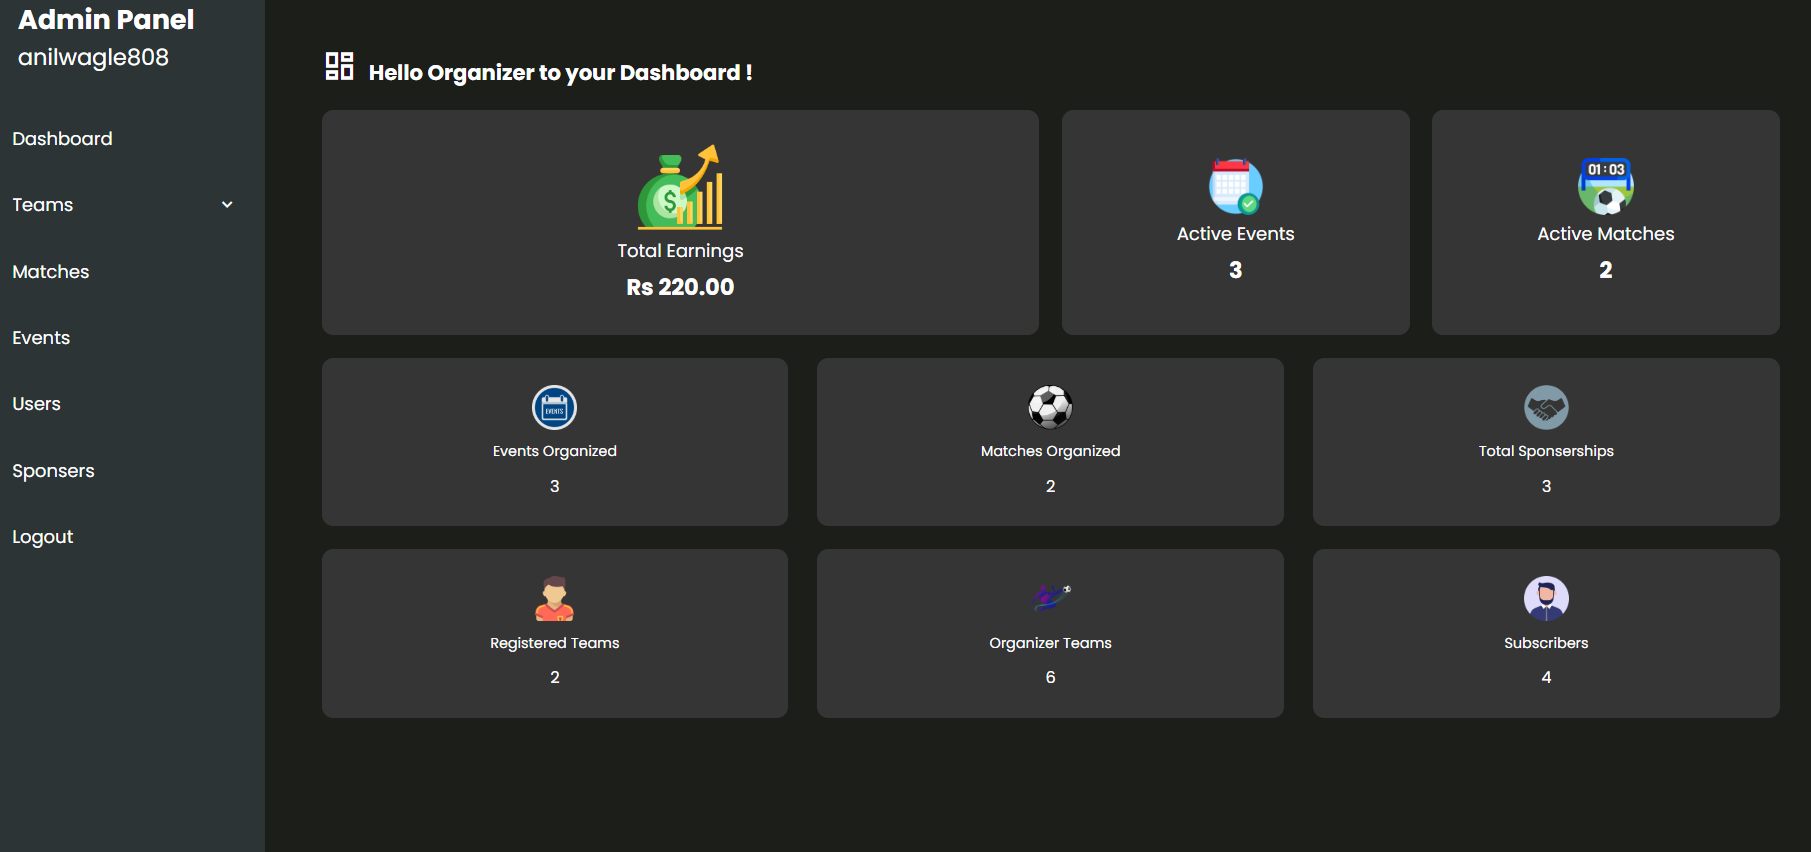 Admin Panel
anilwagle808
Dashboard
Teams
Matches
Events
Users
Sponsers
Logout
Hello Organizer to your Dashboard !
$
Total Earnings
Rs 220.00
Active Events
3
01:03
Active Matches
2
EVENTS
Events Organized
3
Matches Organized
2
Total Sponserships
3
Registered Teams
2
Organizer Teams
6
Subscribers
4